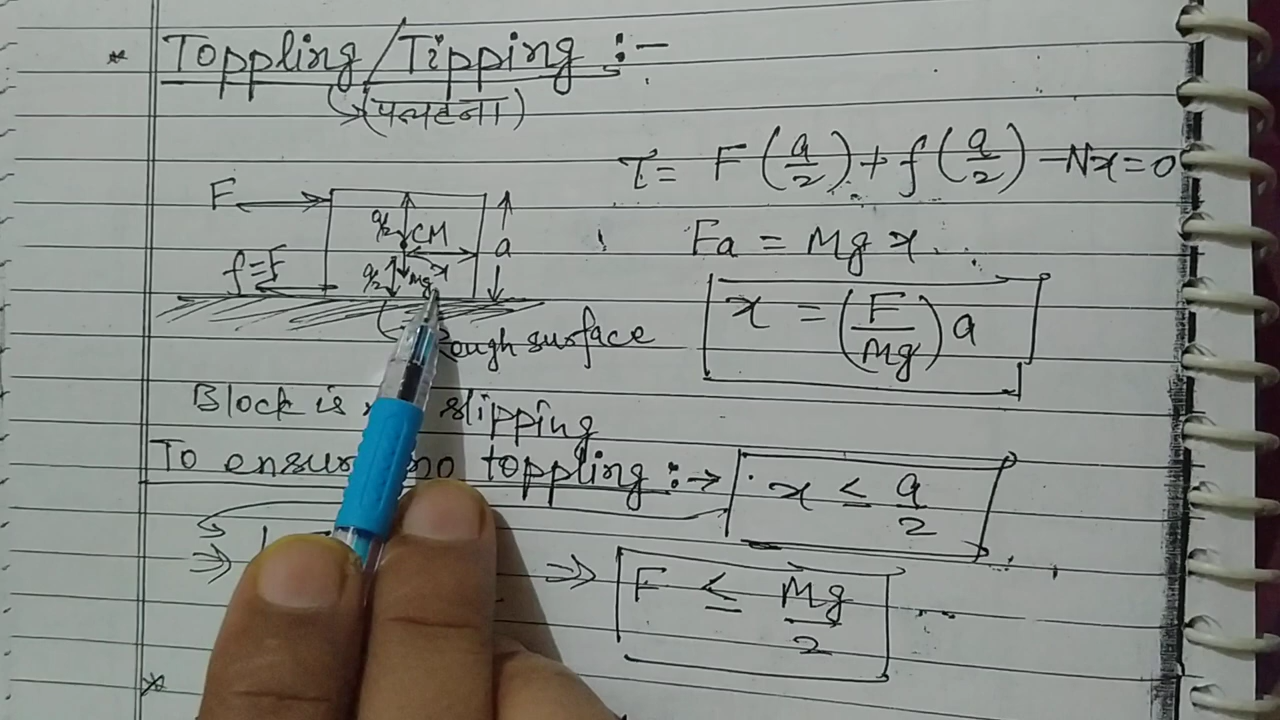 * Toppling/Tipping :-
(पलटना)
τ = F(a/2) + f(a/2) - Nx = 0
F
a/2 CM
a
f=F
a/2 Mg x
Fa = Mg x
Rough surface
x = (F/Mg) a
Block is slipping
To ensure no toppling :→ x ≤ a/2
⇒ ⇒ F ≤ Mg/2
*